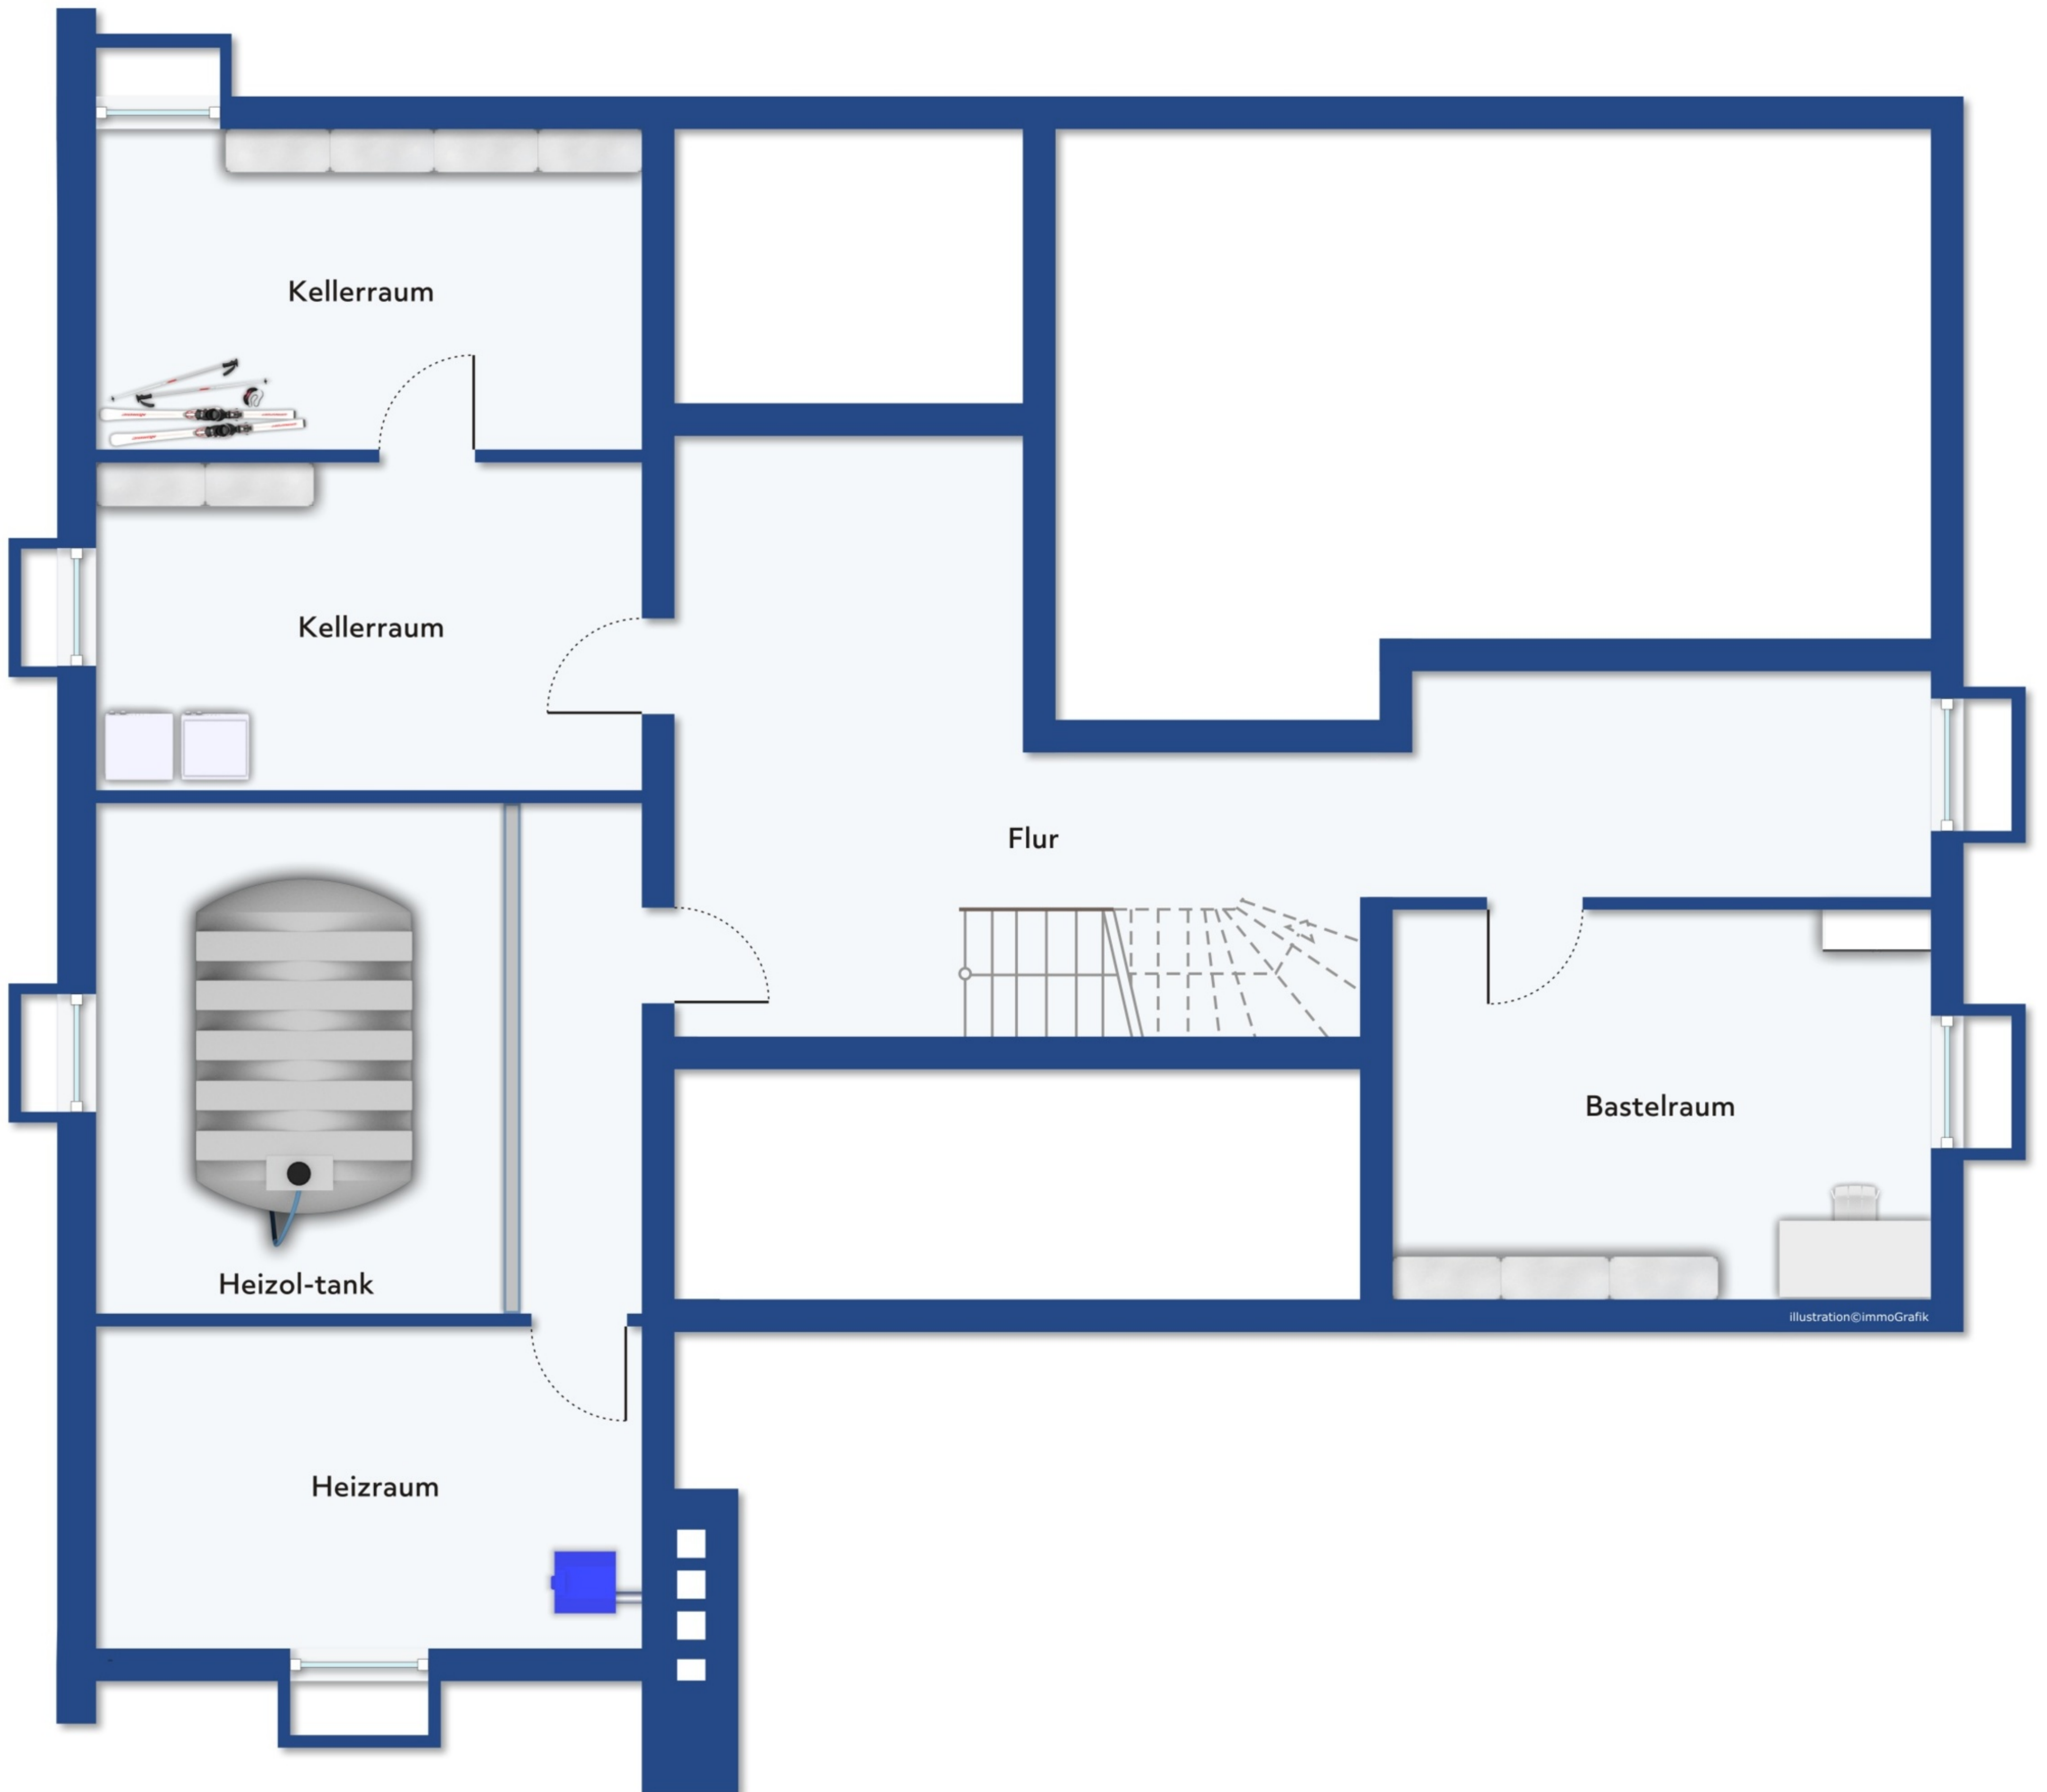 Kellerraum
Kellerraum
Flur
Bastelraum
Heizol-tank
illustration©immoGrafik
Heizraum